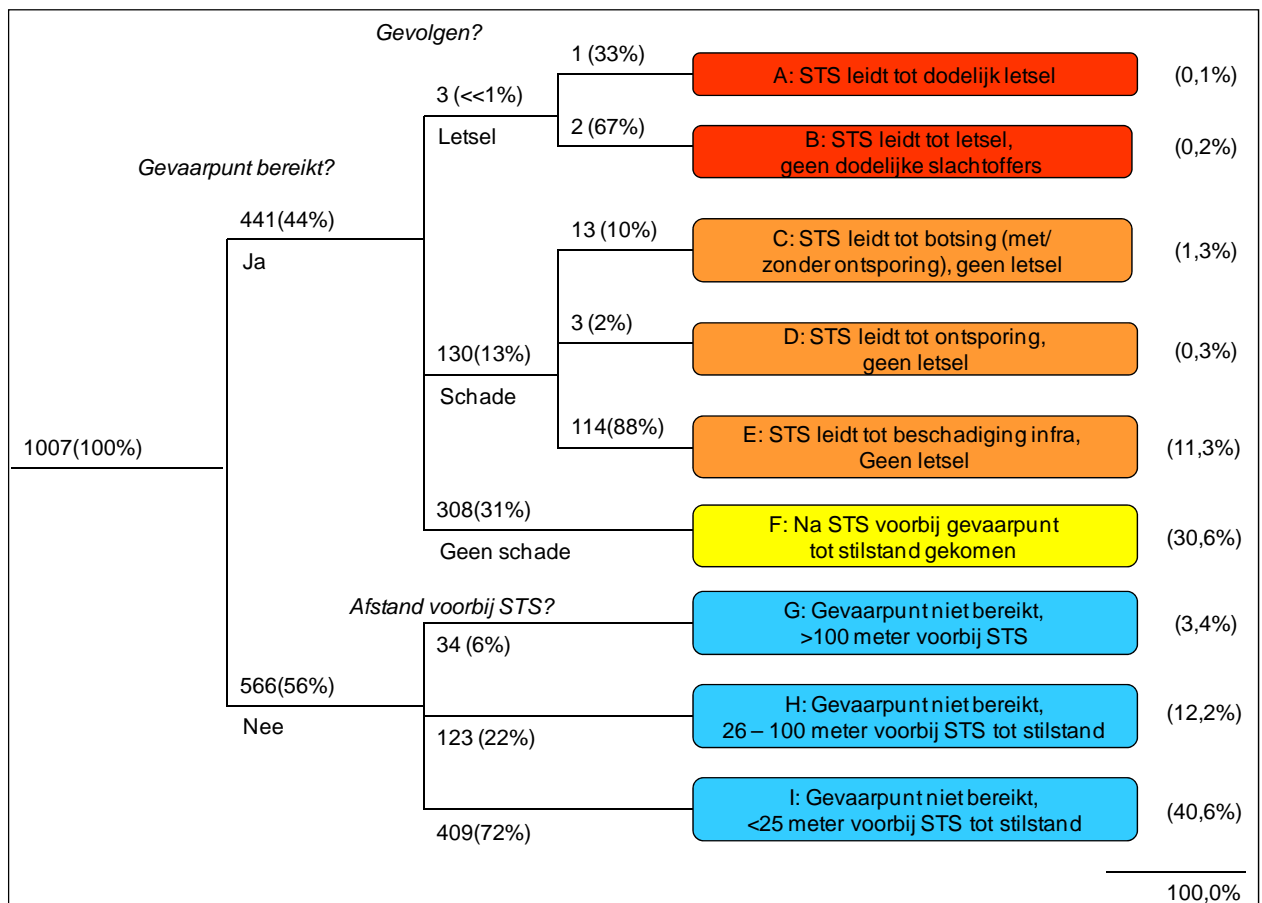 Gevolgen?
1 (33%)
A: STS leidt tot dodelijk letsel
(0,1%)
3 (<<1%)
Letsel
2 (67%)
B: STS leidt tot letsel,
geen dodelijke slachtoffers
(0,2%)
Gevaarpunt bereikt?
441(44%)
Ja
13 (10%)
C: STS leidt tot botsing (met/
zonder ontsporing), geen letsel
(1,3%)
3 (2%)
D: STS leidt tot ontsporing,
geen letsel
(0,3%)
130(13%)
Schade
114(88%)
E: STS leidt tot beschadiging infra,
Geen letsel
(11,3%)
1007(100%)
308(31%)
Geen schade
F: Na STS voorbij gevaarpunt
tot stilstand gekomen
(30,6%)
Afstand voorbij STS?
34 (6%)
G: Gevaarpunt niet bereikt,
>100 meter voorbij STS
(3,4%)
566(56%)
Nee
123 (22%)
H: Gevaarpunt niet bereikt,
26 – 100 meter voorbij STS tot stilstand
(12,2%)
409(72%)
I: Gevaarpunt niet bereikt,
<25 meter voorbij STS tot stilstand
(40,6%)
100,0%